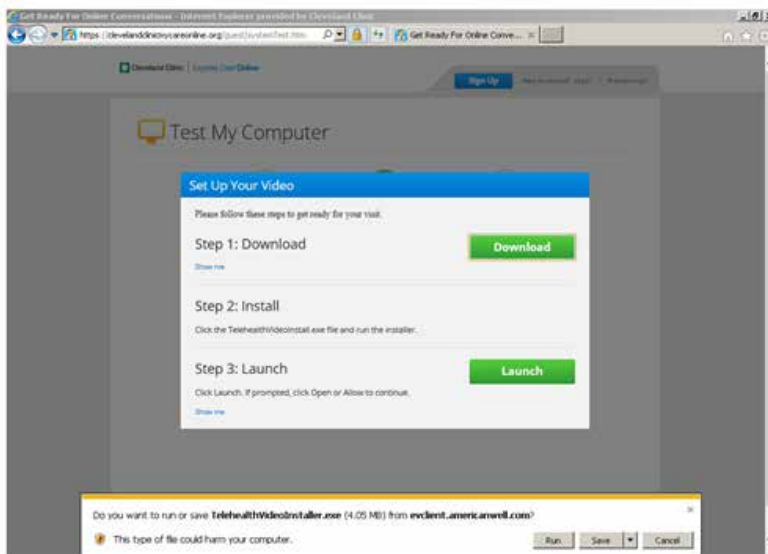 Get Ready For Online Conversations - Internet Explorer provided by Cleveland Clinic
Get Ready For Online Conve...
Cleveland Clinic | Express Care Online
Sign Up
Test My Computer
Set Up Your Video
Please follow these steps to get ready for your visit.
Step 1: Download
Download
Show me
Step 2: Install
Click the TelehealthVideoInstall.exe file and run the installer.
Step 3: Launch
Launch
Click Launch. If prompted, click Open or Allow to continue.
Show me
Do you want to run or save TelehealthVideoInstaller.exe (4.05 MB) from evclient.americanwell.com?
This type of file could harm your computer.
Run
Save
Cancel